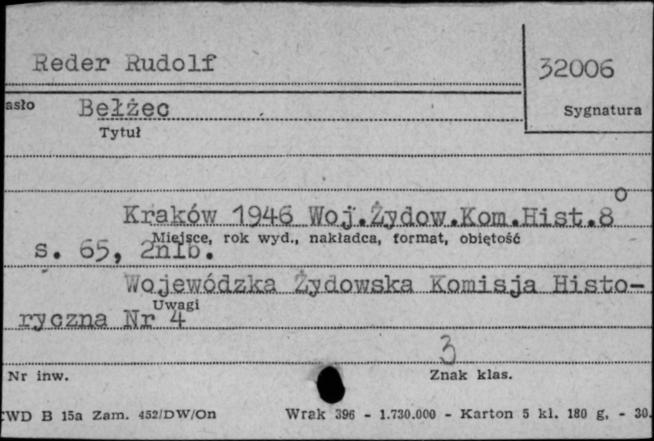 Reder Rudolf
32006
asło Bełżec
Sygnatura
Tytuł
Kraków 1946 Woj.Żydow.Kom.Hist.8°
Miejsce, rok wyd., nakładca, format, obiętość
s. 65, 2nlb.
Wojewódzka Żydowska Komisja Histo-
Uwagi
ryczna Nr 4
3
Nr inw.
Znak klas.
CWD B 15a Zam. 452/DW/On Wrak 396 - 1.730.000 - Karton 5 kl. 180 g, - 30.